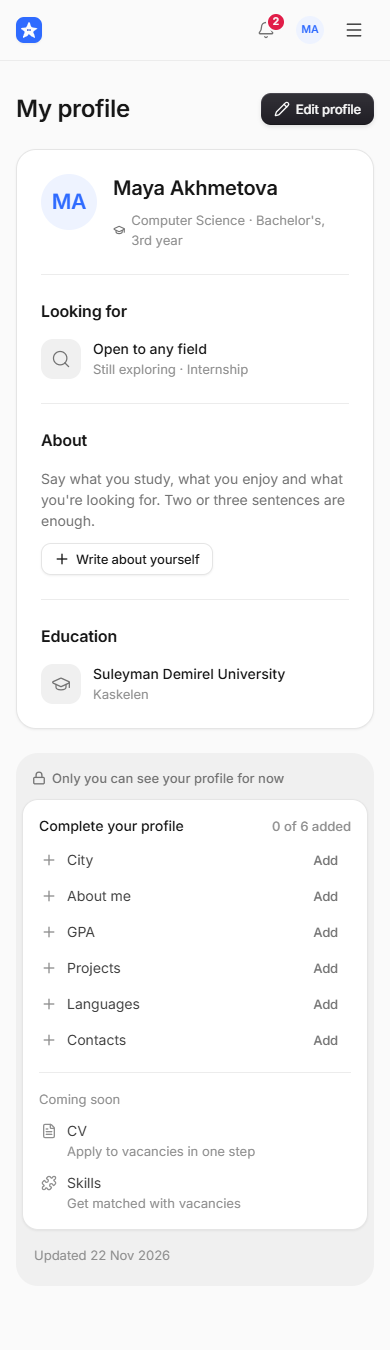 2
MA
My profile
Edit profile
MA
Maya Akhmetova
Computer Science · Bachelor's,
3rd year
Looking for
Open to any field
Still exploring · Internship
About
Say what you study, what you enjoy and what
you're looking for. Two or three sentences are
enough.
Write about yourself
Education
Suleyman Demirel University
Kaskelen
Only you can see your profile for now
Complete your profile 0 of 6 added
City Add
About me Add
GPA Add
Projects Add
Languages Add
Contacts Add
Coming soon
CV
Apply to vacancies in one step
Skills
Get matched with vacancies
Updated 22 Nov 2026